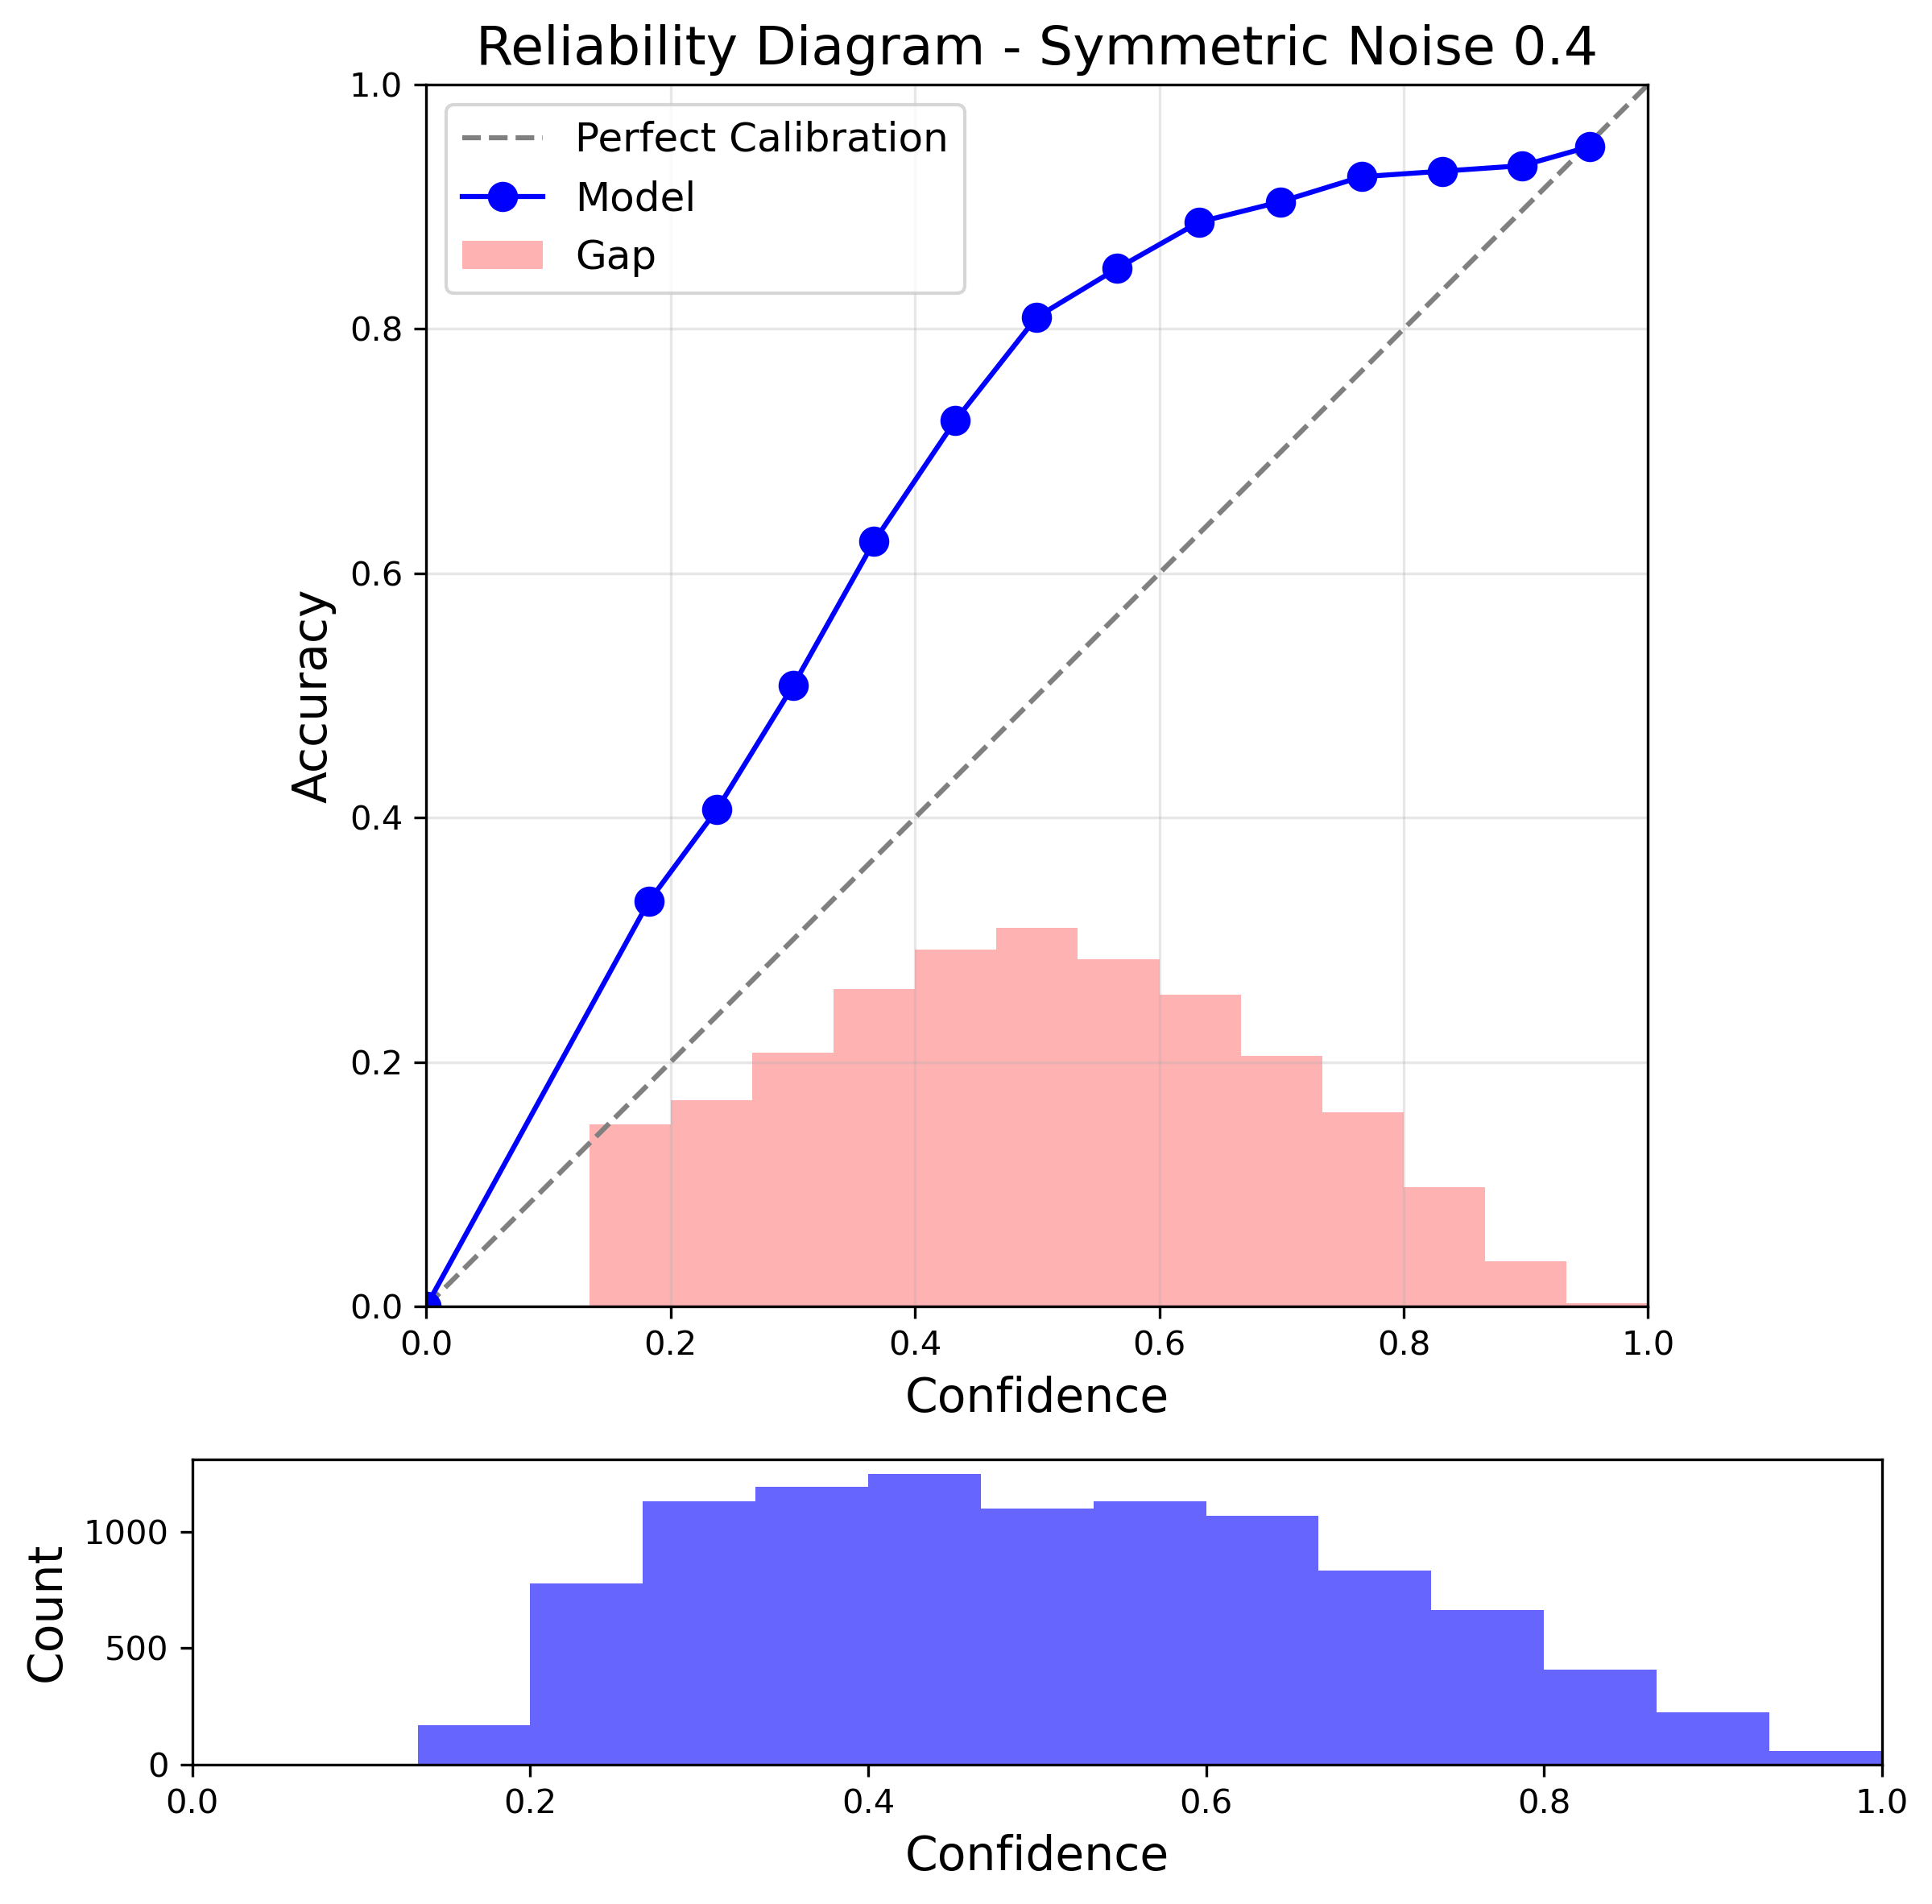 Reliability Diagram - Symmetric Noise 0.4
Perfect Calibration
Model
Gap
Accuracy
1.0
0.8
0.6
0.4
0.2
0.0
0.0 0.2 0.4 0.6 0.8 1.0
Confidence
Count
1000
500
0
0.0 0.2 0.4 0.6 0.8 1.0
Confidence